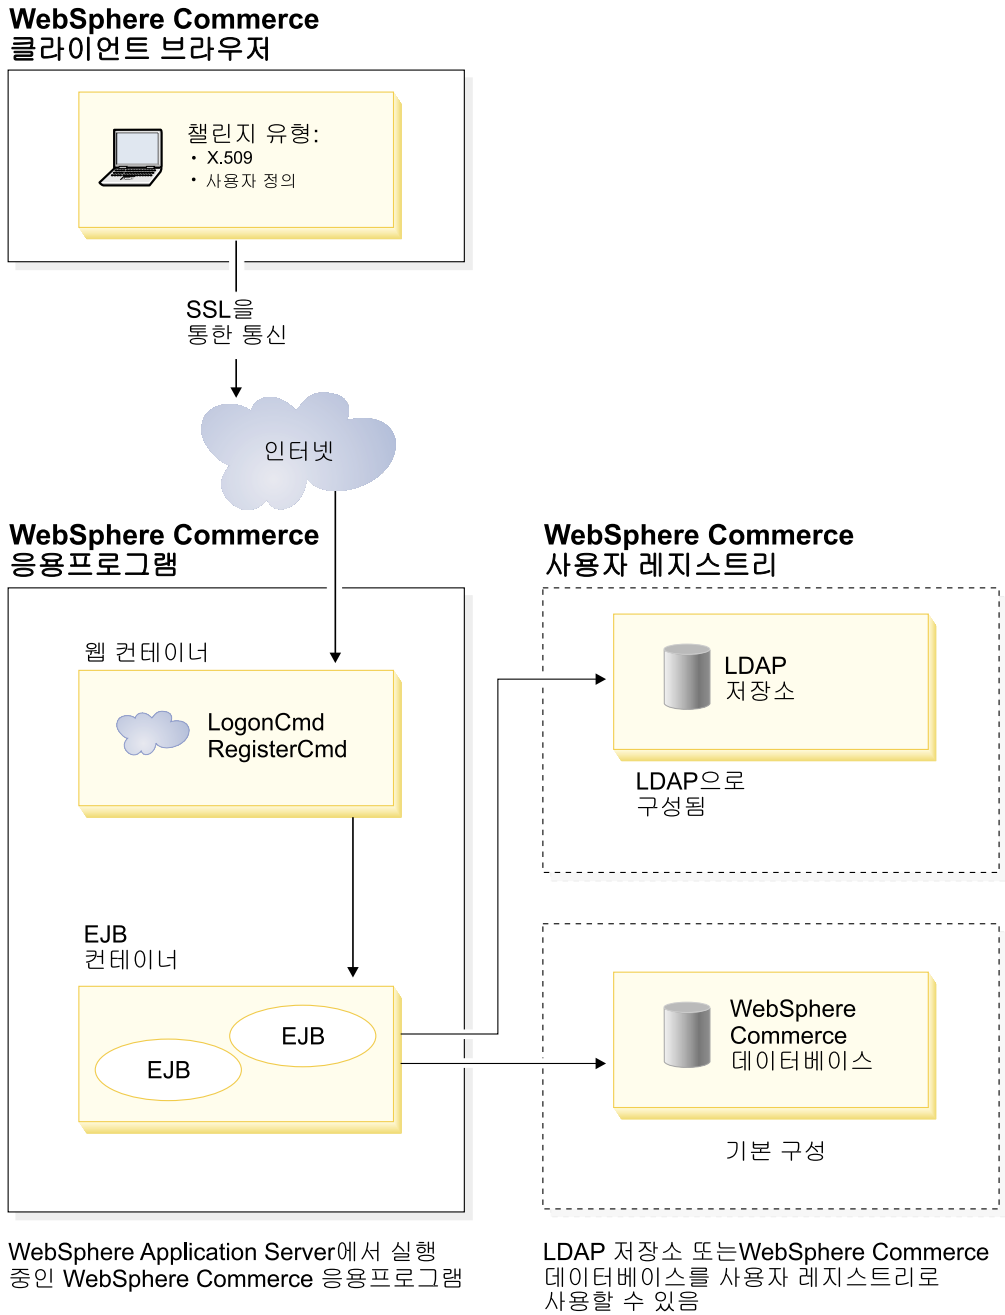 WebSphere Commerce
클라이언트 브라우저
챌린지 유형:
• X.509
• 사용자 정의
SSL을
통한 통신
인터넷
WebSphere Commerce
응용프로그램
웹 컨테이너
LogonCmd
RegisterCmd
EJB
컨테이너
EJB
EJB
WebSphere Application Server에서 실행
중인 WebSphere Commerce 응용프로그램
WebSphere Commerce
사용자 레지스트리
LDAP
저장소
LDAP으로
구성됨
WebSphere
Commerce
데이터베이스
기본 구성
LDAP 저장소 또는WebSphere Commerce
데이터베이스를 사용자 레지스트리로
사용할 수 있음